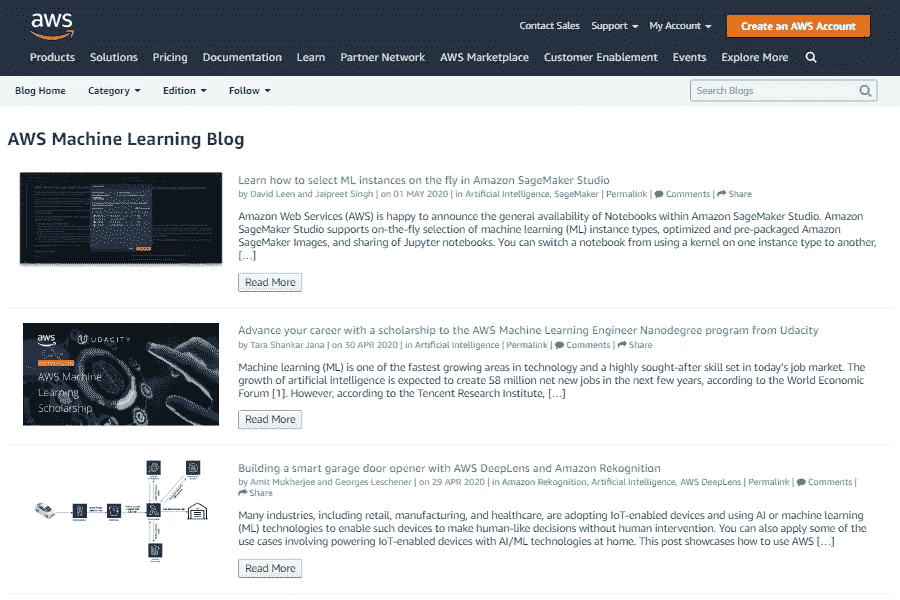 aws
Contact Sales Support My Account Create an AWS Account
Products Solutions Pricing Documentation Learn Partner Network AWS Marketplace Customer Enablement Events Explore More
Blog Home Category Edition Follow Search Blogs
AWS Machine Learning Blog
Learn how to select ML instances on the fly in Amazon SageMaker Studio
by David Leen and Jaipreet Singh | on 01 MAY 2020 | in Artificial Intelligence, SageMaker | Permalink | Comments | Share
Amazon Web Services (AWS) is happy to announce the general availability of Notebooks within Amazon SageMaker Studio. Amazon
SageMaker Studio supports on-the-fly selection of machine learning (ML) instance types, optimized and pre-packaged Amazon
SageMaker Images, and sharing of Jupyter notebooks. You can switch a notebook from using a kernel on one instance type to another,
[…]
Read More
aws UDACITY
AWS Machine
Learning
Scholarship
Advance your career with a scholarship to the AWS Machine Learning Engineer Nanodegree program from Udacity
by Tara Shankar Jana | on 30 APR 2020 | in Artificial Intelligence | Permalink | Comments | Share
Machine learning (ML) is one of the fastest growing areas in technology and a highly sought-after skill set in today's job market. The
growth of artificial intelligence is expected to create 58 million net new jobs in the next few years, according to the World Economic
Forum [1]. However, according to the Tencent Research Institute, […]
Read More
Building a smart garage door opener with AWS DeepLens and Amazon Rekognition
by Amit Mukherjee and Georges Leschener | on 29 APR 2020 | in Amazon Rekognition, Artificial Intelligence, AWS DeepLens | Permalink | Comments |
Share
Many industries, including retail, manufacturing, and healthcare, are adopting IoT-enabled devices and using AI or machine learning
(ML) technologies to enable such devices to make human-like decisions without human intervention. You can also apply some of the
use cases involving powering IoT-enabled devices with AI/ML technologies at home. This post showcases how to use AWS […]
Read More